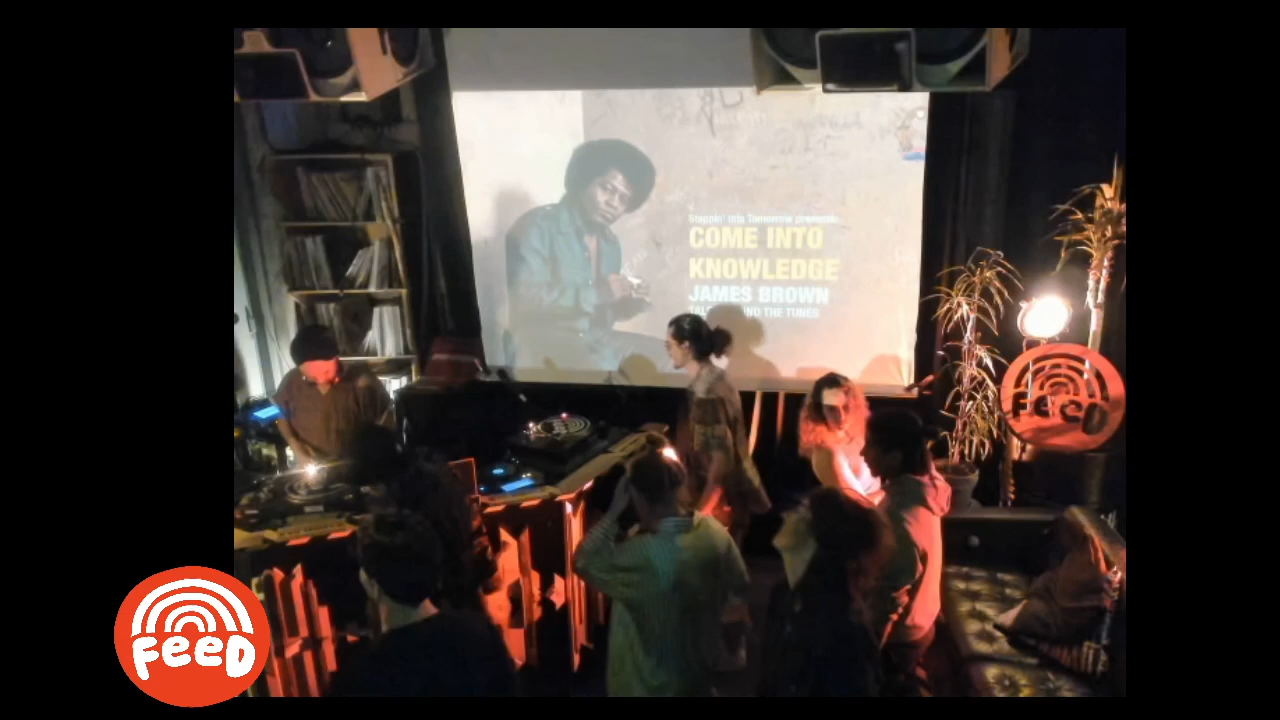 Steppin' Into Tomorrow presents:
COME INTO
KNOWLEDGE
JAMES BROWN
THE TUNES
FEED
FEED